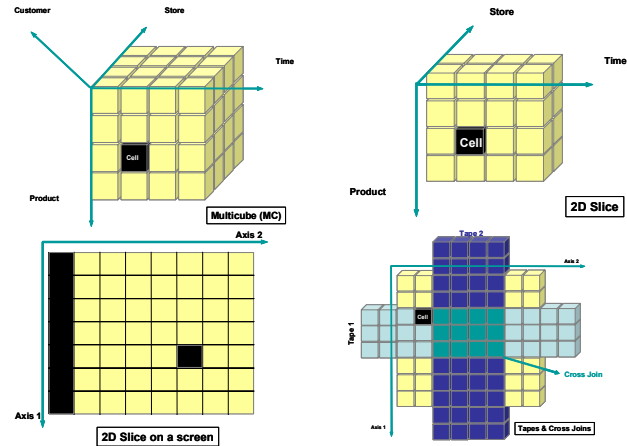 Customer
Store
Time
Cell
Product
Multicube (MC)
Store
Time
Cell
Product
2D Slice
Axis 2
Axis 1
2D Slice on a screen
Tape 2
Axis 2
Tape 1
Cell
Cross Join
Axis 1
Tapes & Cross Joins